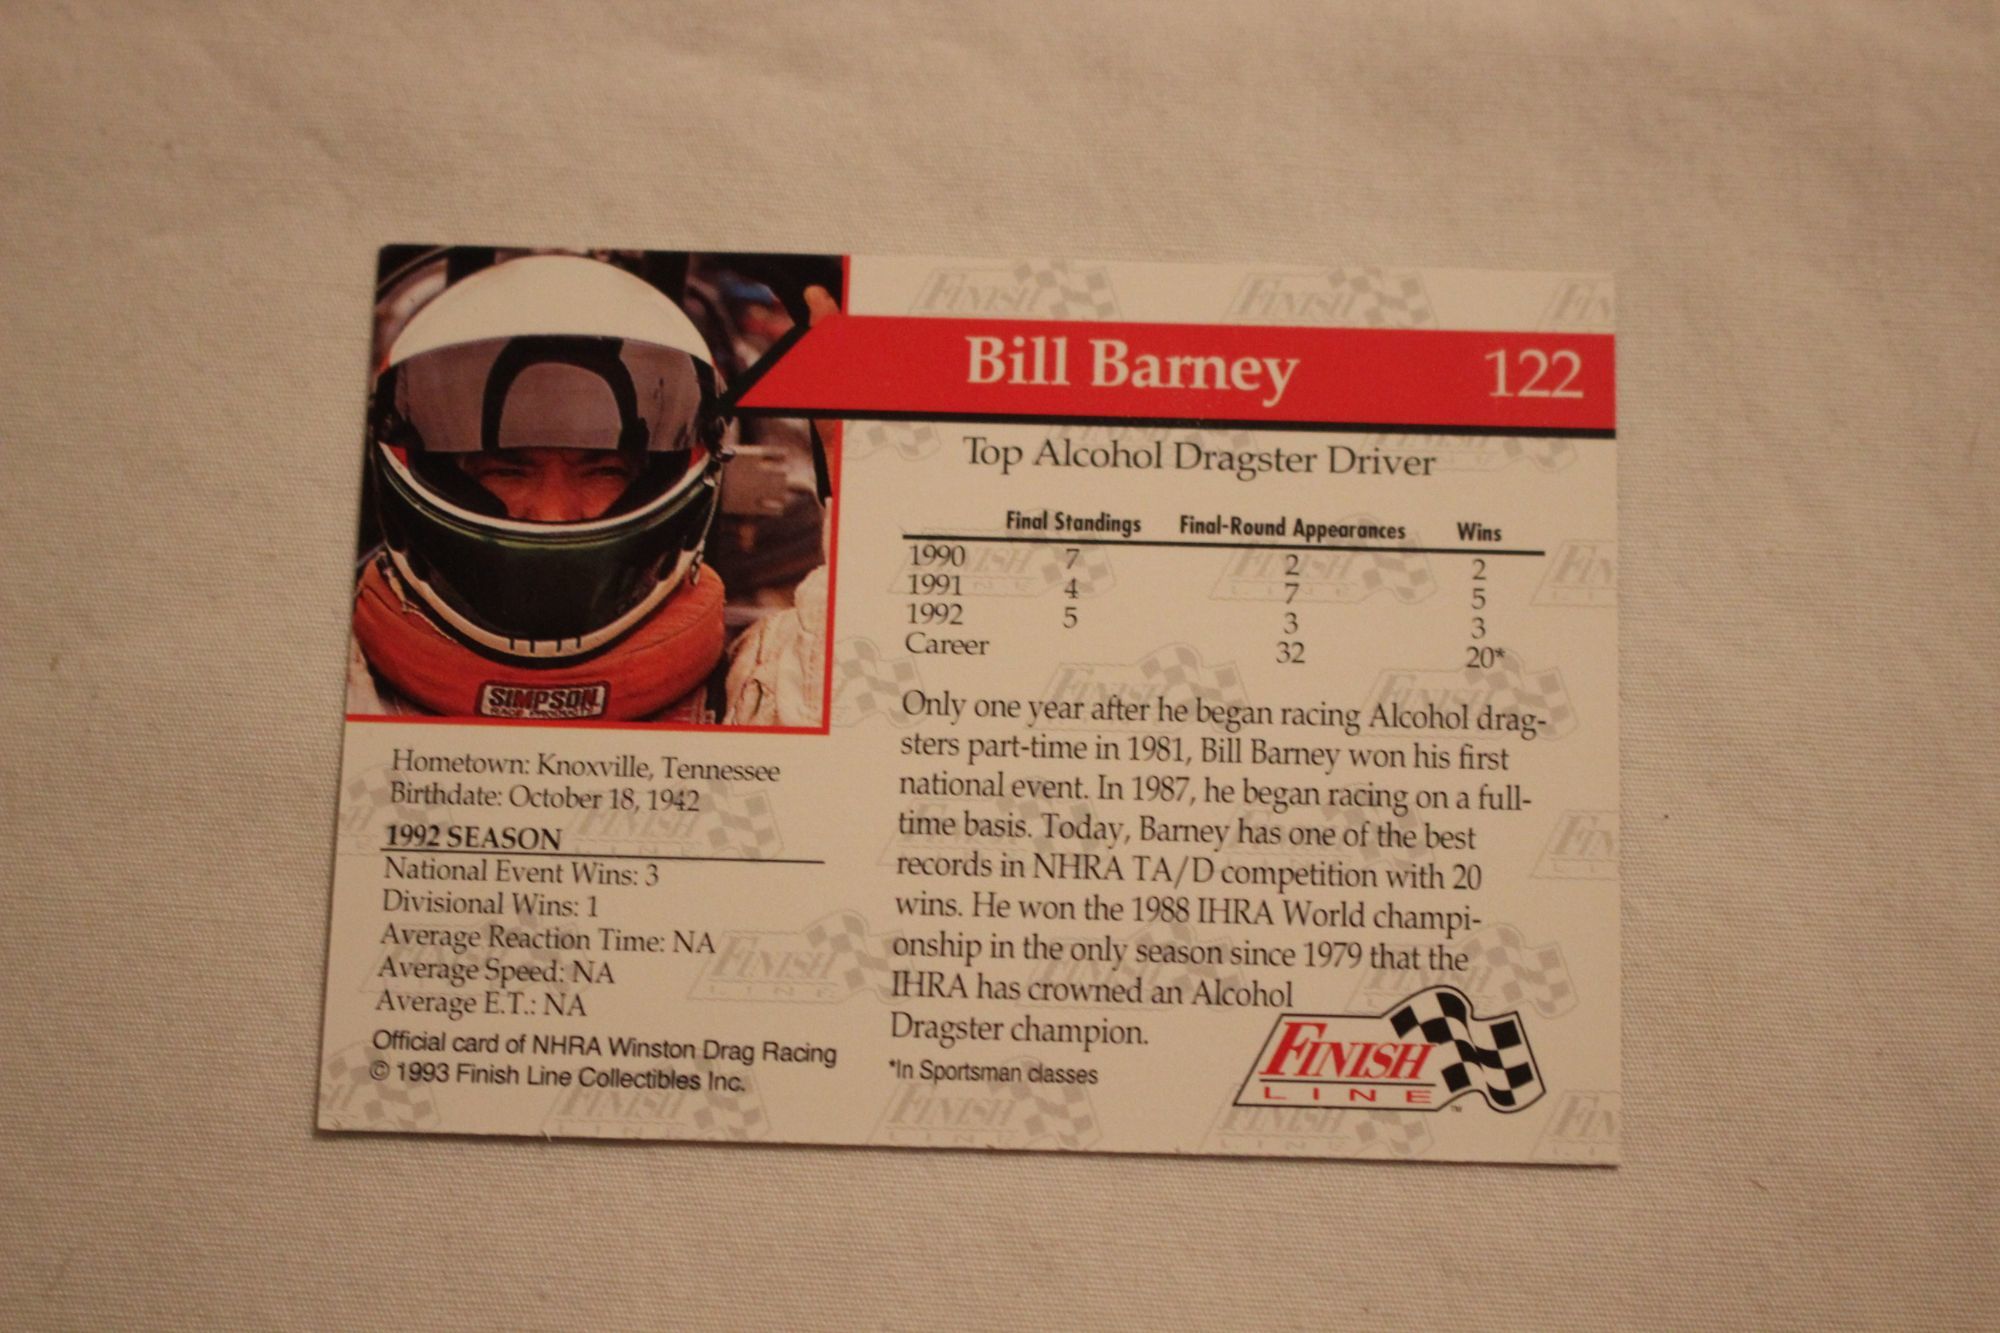 Bill Barney 122
Top Alcohol Dragster Driver
Final Standings Final-Round Appearances Wins
1990 7 2 2
1991 4 7 5
1992 5 3 3
Career 32 20*
Only one year after he began racing Alcohol drag-
sters part-time in 1981, Bill Barney won his first
national event. In 1987, he began racing on a full-
time basis. Today, Barney has one of the best
records in NHRA TA/D competition with 20
wins. He won the 1988 IHRA World champi-
onship in the only season since 1979 that the
IHRA has crowned an Alcohol
Dragster champion.
*In Sportsman classes
FINISH
LINE
TM
SIMPSON
RACE PRODUCTS
Hometown: Knoxville, Tennessee
Birthdate: October 18, 1942
1992 SEASON
National Event Wins: 3
Divisional Wins: 1
Average Reaction Time: NA
Average Speed: NA
Average E.T.: NA
Official card of NHRA Winston Drag Racing
© 1993 Finish Line Collectibles Inc.